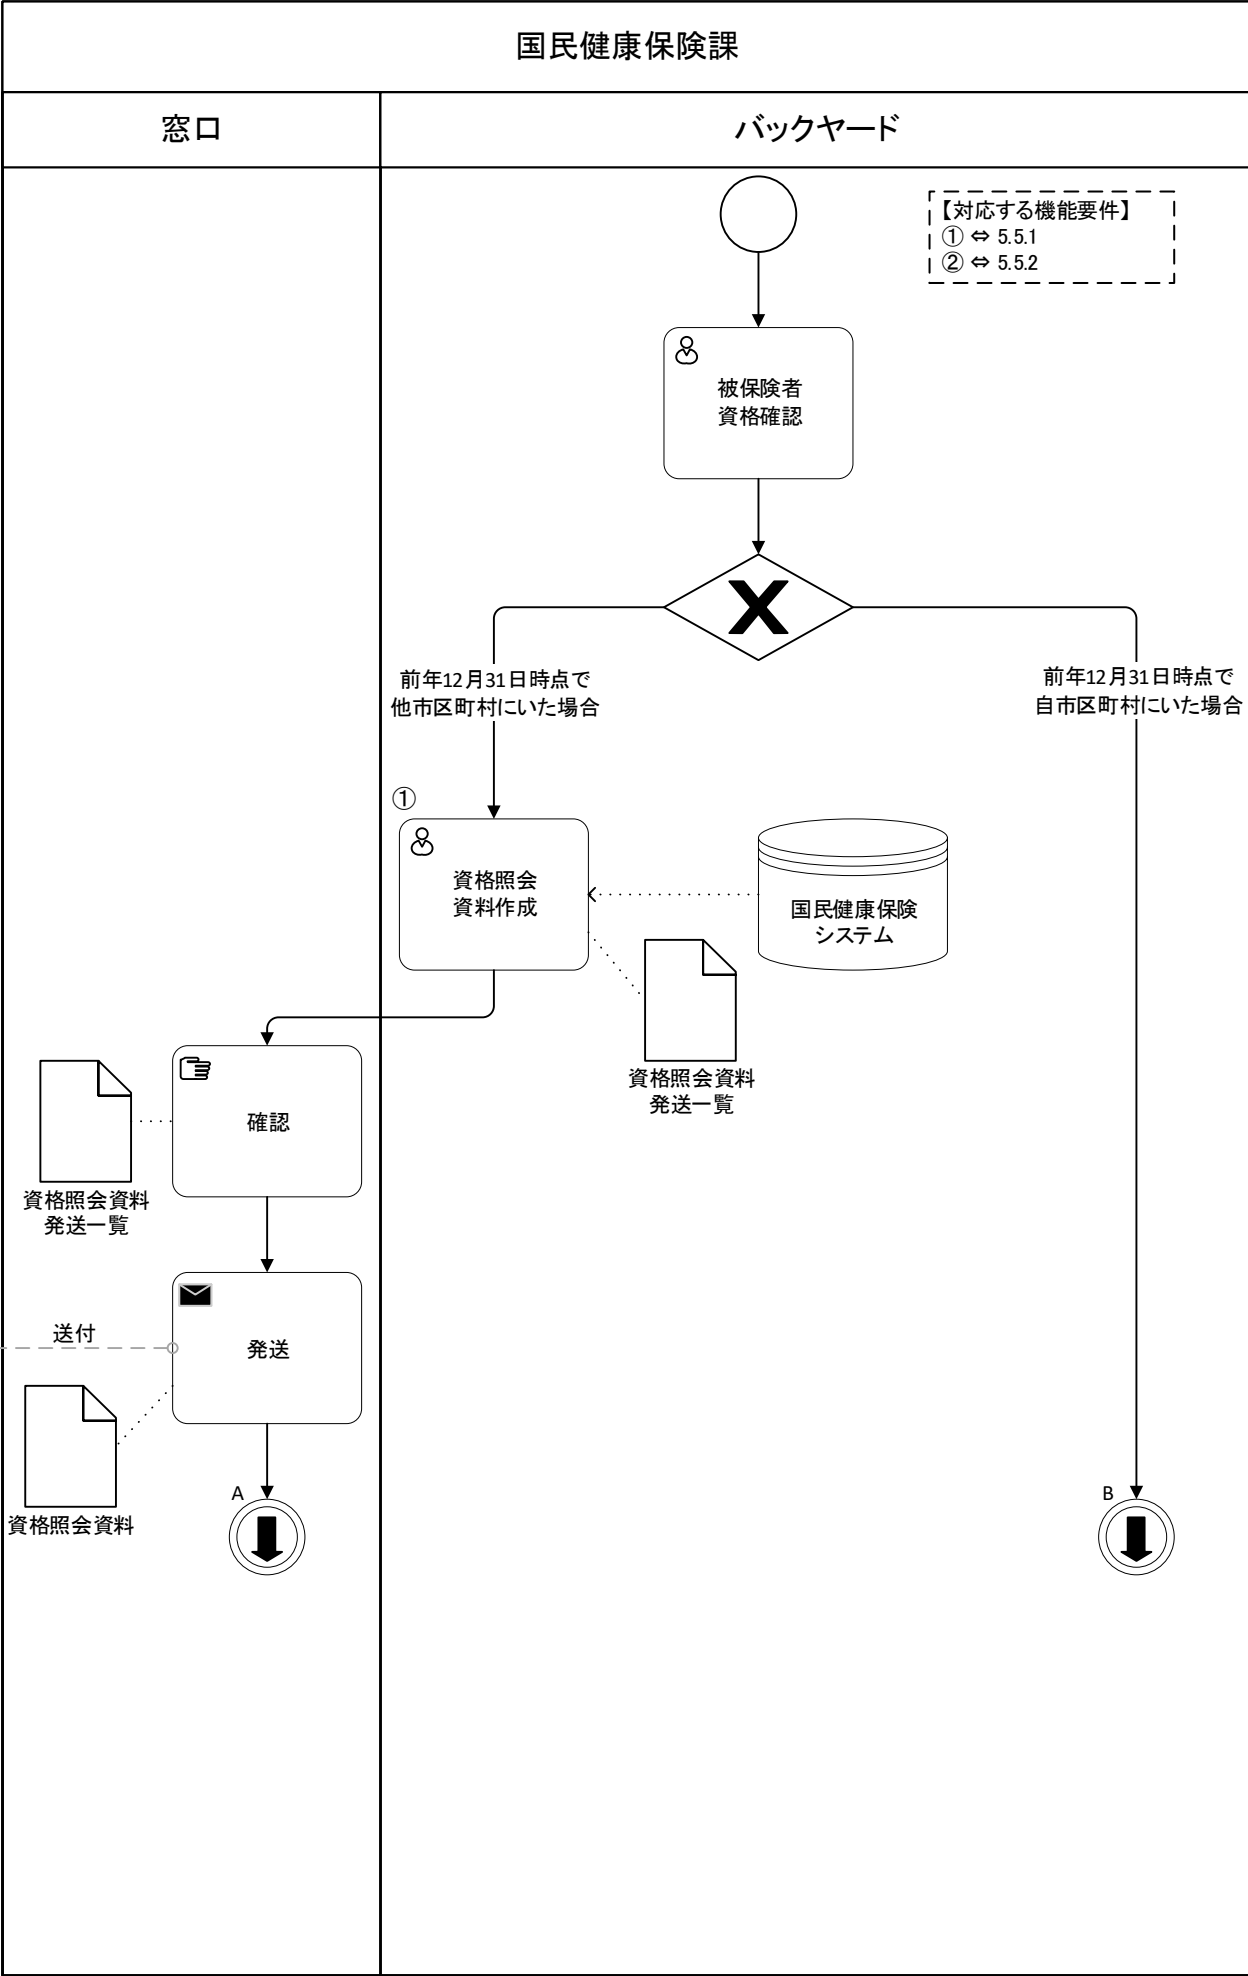 国民健康保険課
窓口
バックヤード
【対応する機能要件】
① ⇔ 5.5.1
② ⇔ 5.5.2
被保険者
資格確認
前年12月31日時点で
他市区町村にいた場合
前年12月31日時点で
自市区町村にいた場合
①
資格照会
資料作成
国民健康保険
システム
資格照会資料
発送一覧
確認
資格照会資料
発送一覧
送付
発送
資格照会資料
A
B